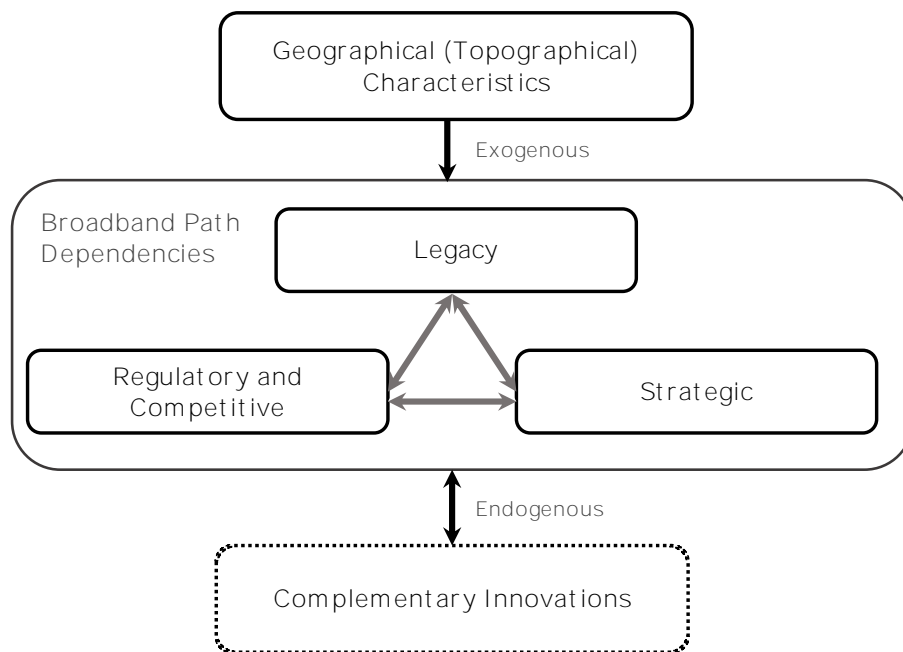 Geographical (Topographical)
Characteristics
Exogenous
Broadband Path
Dependencies
Legacy
Regulatory and
Competitive
Strategic
Endogenous
Complementary Innovations